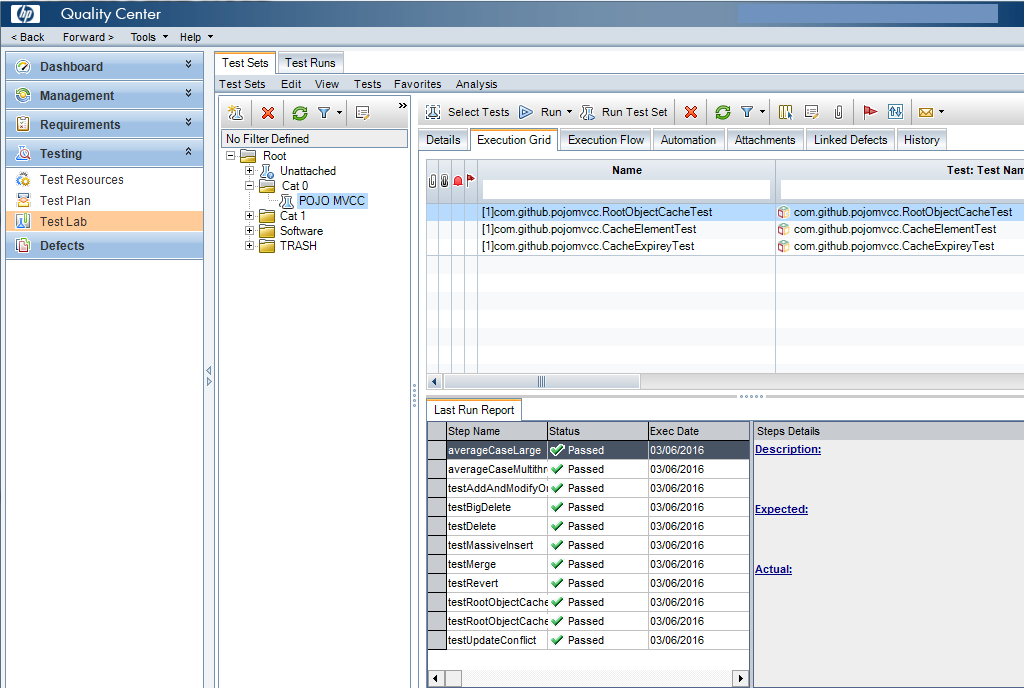 hp Quality Center
< Back Forward > Tools Help
Dashboard
Management
Requirements
Testing
Test Resources
Test Plan
Test Lab
Defects
Test Sets Test Runs
Test Sets Edit View Tests Favorites Analysis
No Filter Defined
Root
Unattached
Cat 0
POJO MVCC
Cat 1
Software
TRASH
Select Tests Run Run Test Set
Details Execution Grid Execution Flow Automation Attachments Linked Defects History
Name Test: Test Nam
[1]com.github.pojomvcc.RootObjectCacheTest com.github.pojomvcc.RootObjectCacheTest
[1]com.github.pojomvcc.CacheElementTest com.github.pojomvcc.CacheElementTest
[1]com.github.pojomvcc.CacheExpireyTest com.github.pojomvcc.CacheExpireyTest
Last Run Report
Step Name Status Exec Date
averageCaseLarge Passed 03/06/2016
averageCaseMultithr Passed 03/06/2016
testAddAndModifyO Passed 03/06/2016
testBigDelete Passed 03/06/2016
testDelete Passed 03/06/2016
testMassiveInsert Passed 03/06/2016
testMerge Passed 03/06/2016
testRevert Passed 03/06/2016
testRootObjectCache Passed 03/06/2016
testRootObjectCache Passed 03/06/2016
testUpdateConflict Passed 03/06/2016
Steps Details
Description:
Expected:
Actual: